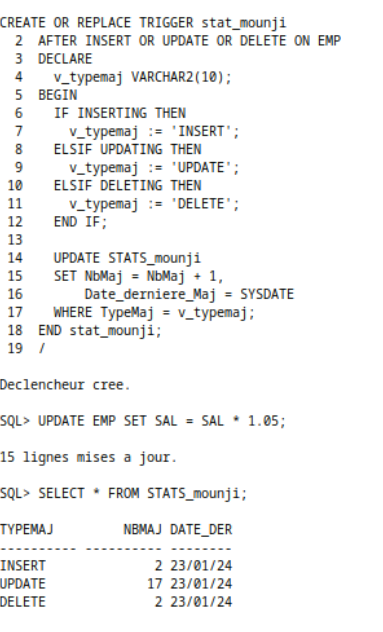 CREATE OR REPLACE TRIGGER stat_mounji
  2  AFTER INSERT OR UPDATE OR DELETE ON EMP
  3  DECLARE
  4    v_typemaj VARCHAR2(10);
  5  BEGIN
  6    IF INSERTING THEN
  7      v_typemaj := 'INSERT';
  8    ELSIF UPDATING THEN
  9      v_typemaj := 'UPDATE';
 10    ELSIF DELETING THEN
 11      v_typemaj := 'DELETE';
 12    END IF;
 13
 14    UPDATE STATS_mounji
 15    SET NbMaj = NbMaj + 1,
 16        Date_derniere_Maj = SYSDATE
 17    WHERE TypeMaj = v_typemaj;
 18  END stat_mounji;
 19  /
Declencheur cree.
SQL> UPDATE EMP SET SAL = SAL * 1.05;
15 lignes mises a jour.
SQL> SELECT * FROM STATS_mounji;
TYPEMAJ         NBMAJ DATE_DER
---------- ---------- --------
INSERT              2 23/01/24
UPDATE             17 23/01/24
DELETE              2 23/01/24